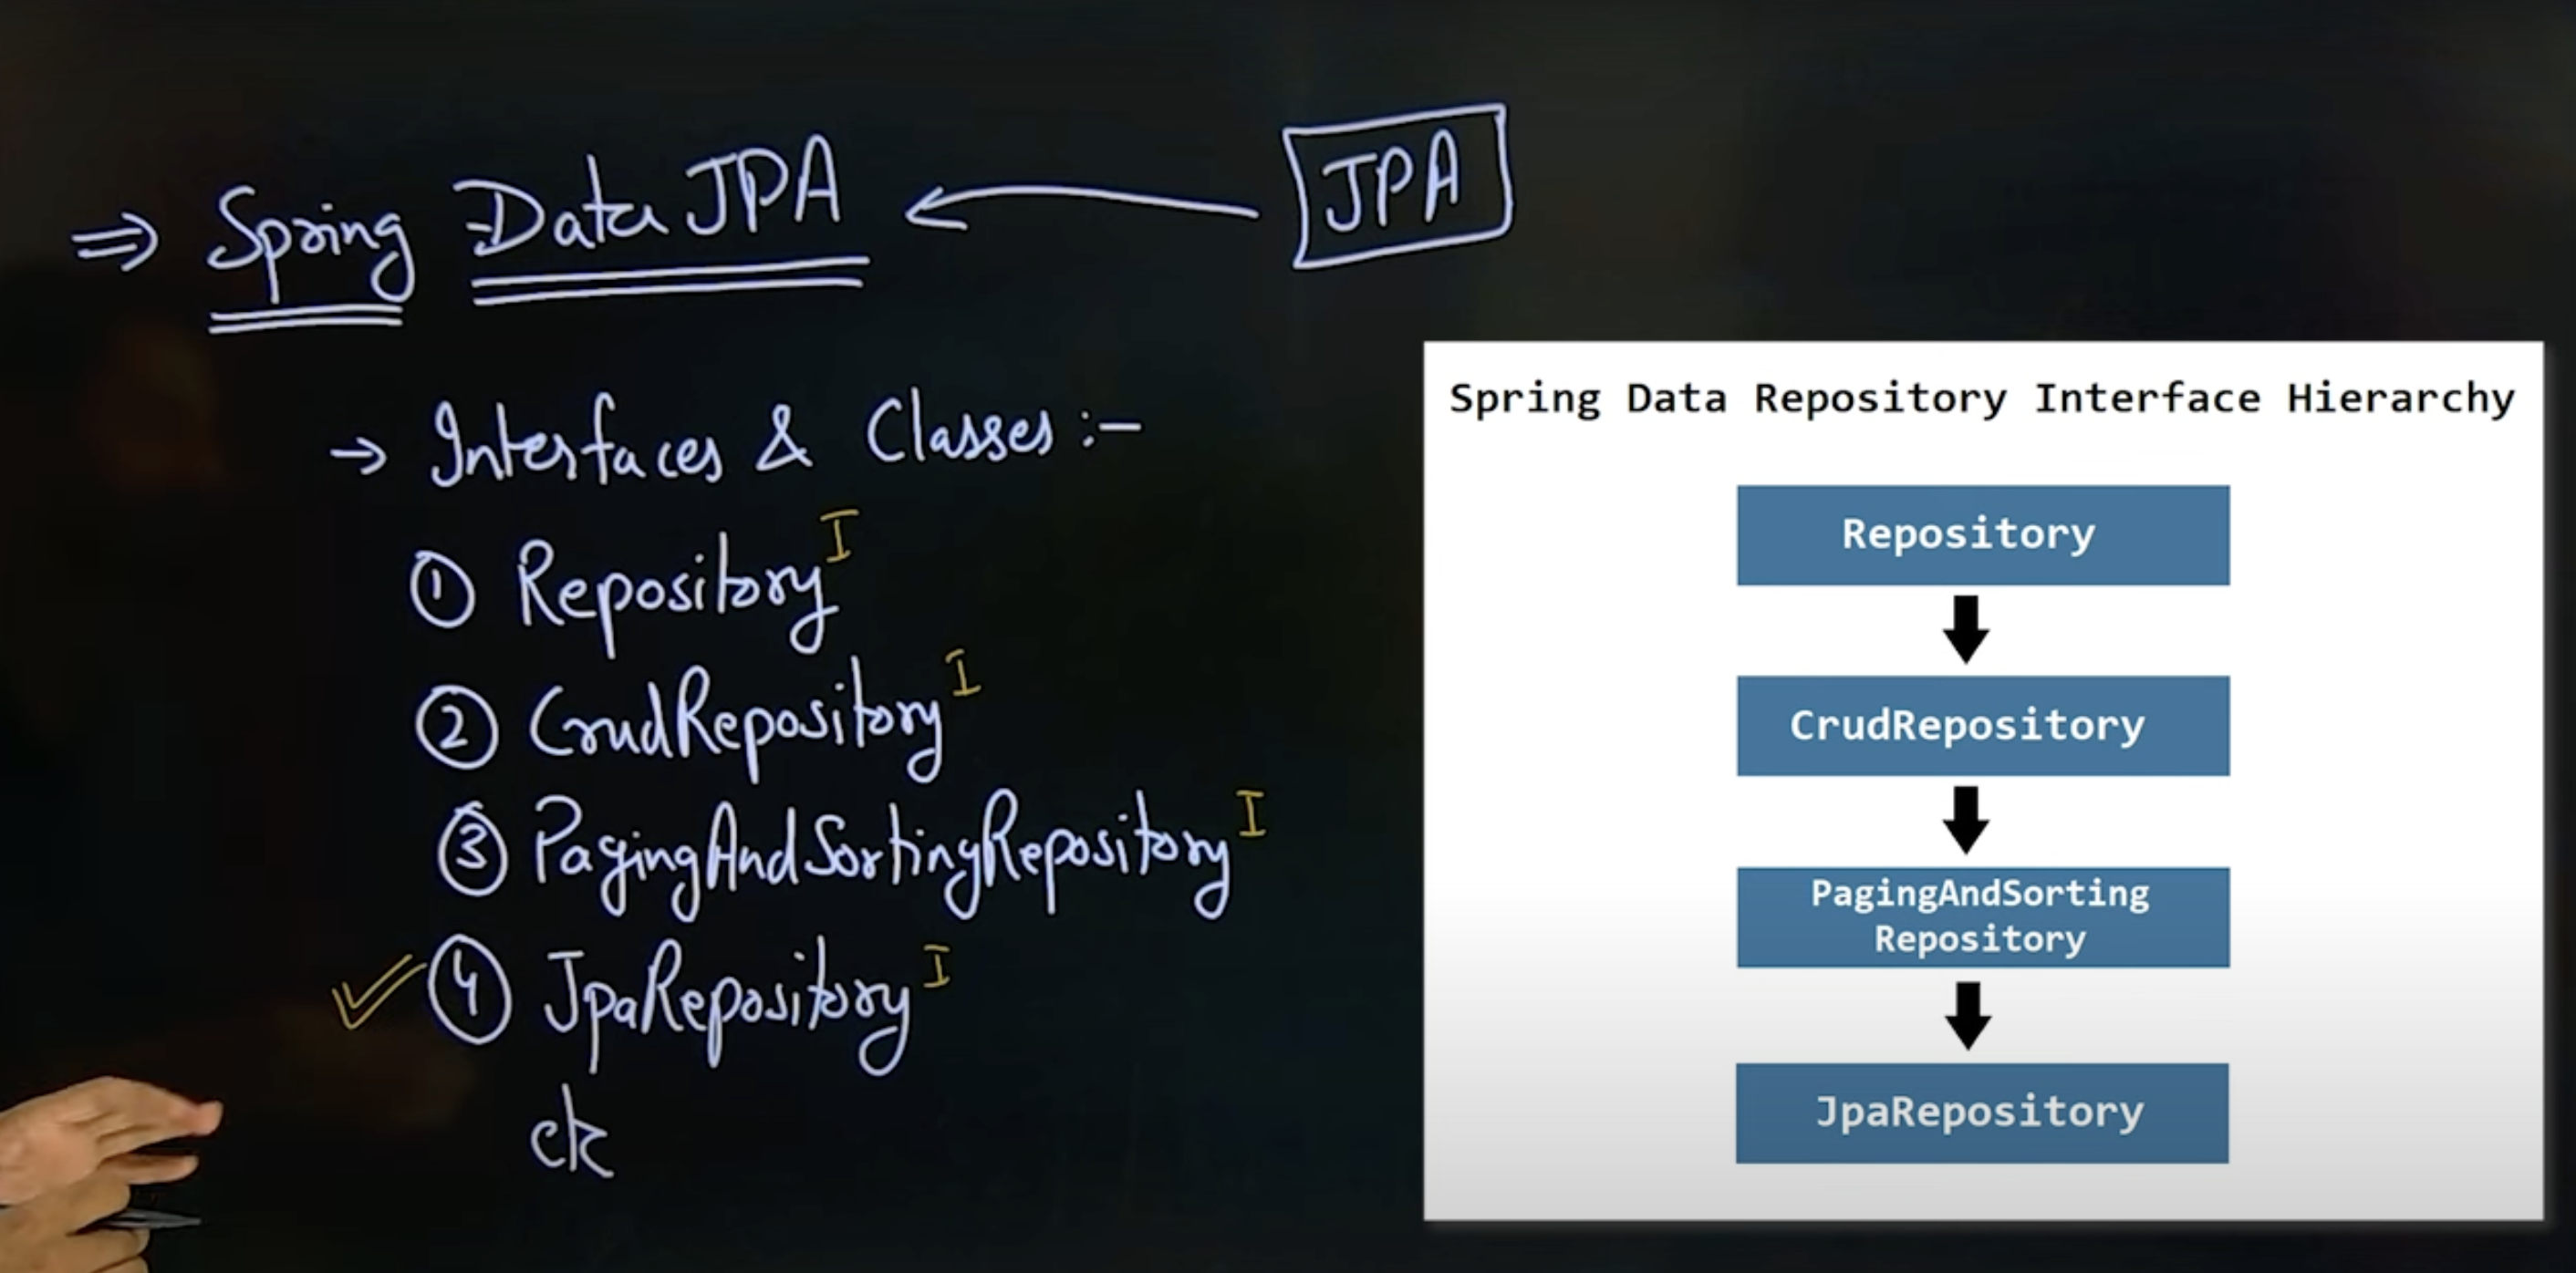 ⇒ Spring Data JPA ← JPA
→ Interfaces & Classes :-
① Repository I
② CrudRepository I
③ PagingAndSortingRepository I
✓ ④ JpaRepository I
etc
Spring Data Repository Interface Hierarchy
Repository
CrudRepository
PagingAndSorting
Repository
JpaRepository